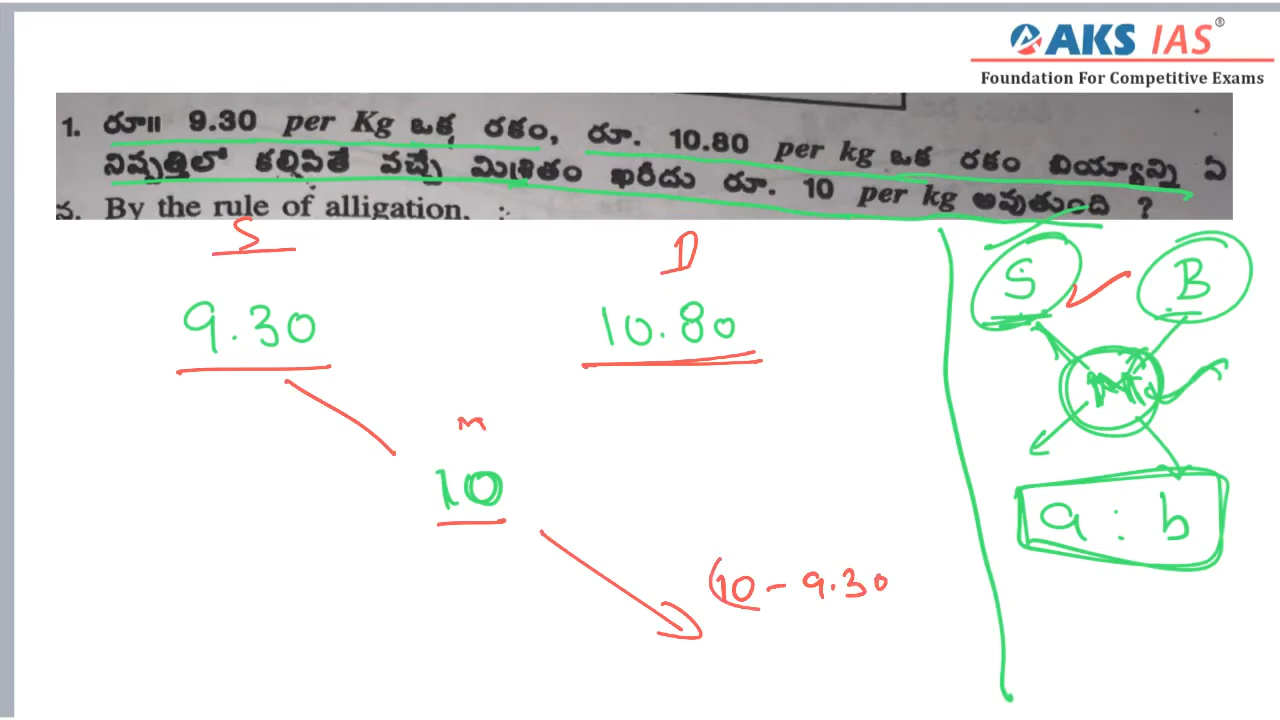 AKS IAS®
Foundation For Competitive Exams
1. రూ॥ 9.30 per Kg ఒక రకం, రూ. 10.80 per kg ఒక రకం బియ్యాన్ని ఏ
నిష్పత్తిలో కల్పితే వచ్చే మిశ్రితం ఖరీదు రూ. 10 per kg అవుతుంది ?
వ. By the rule of alligation, :-
S D
9.30 10.80
S B
M
m
10
a : b
(10 - 9.30